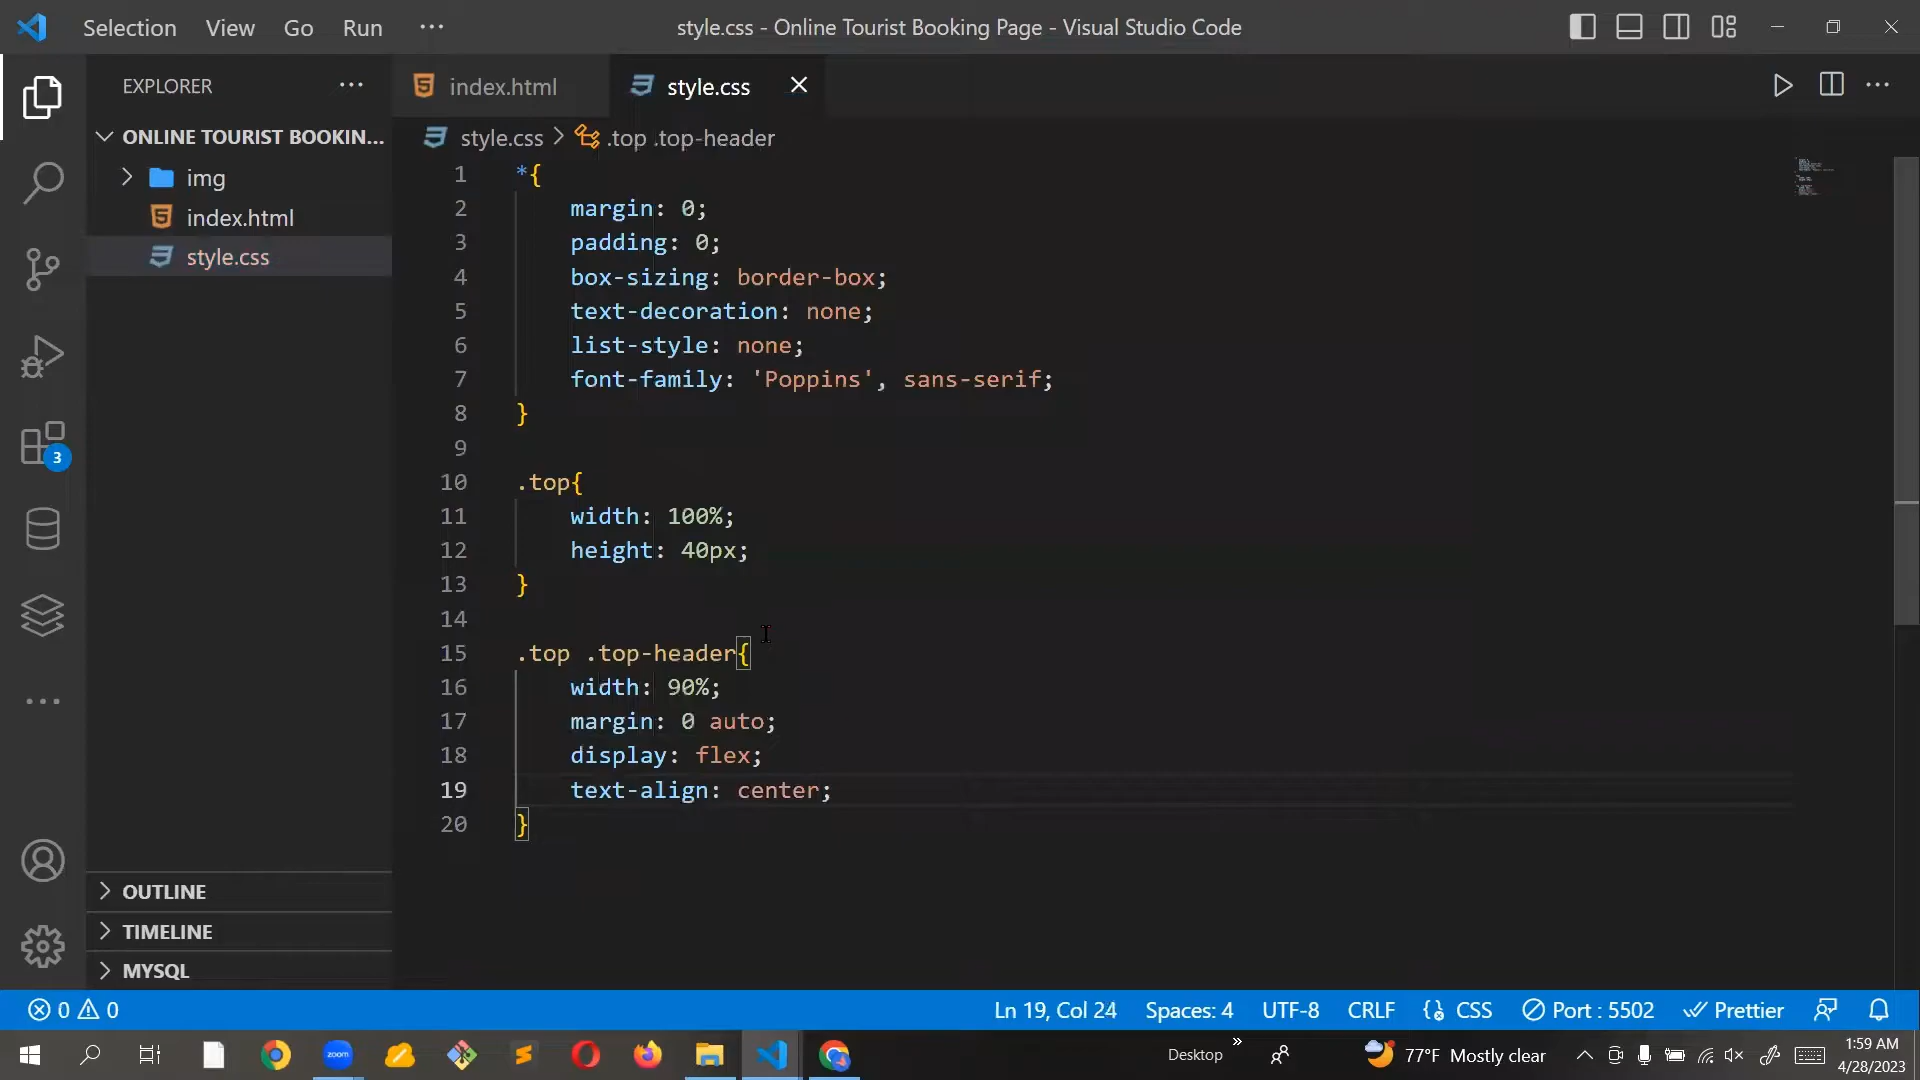 Selection View Go Run ··· style.css - Online Tourist Booking Page - Visual Studio Code
EXPLORER ···
index.html style.css
ONLINE TOURIST BOOKIN...
style.css > .top .top-header
img
index.html
style.css
1 *{
2 margin: 0;
3 padding: 0;
4 box-sizing: border-box;
5 text-decoration: none;
6 list-style: none;
7 font-family: 'Poppins', sans-serif;
8 }
9
10 .top{
11 width: 100%;
12 height: 40px;
13 }
14
15 .top .top-header{
16 width: 90%;
17 margin: 0 auto;
18 display: flex;
19 text-align: center;
20 }
3
OUTLINE
TIMELINE
MYSQL
0 0 Ln 19, Col 24 Spaces: 4 UTF-8 CRLF {} CSS Port : 5502 Prettier
zoom Desktop » 77°F Mostly clear 1:59 AM
4/28/2023